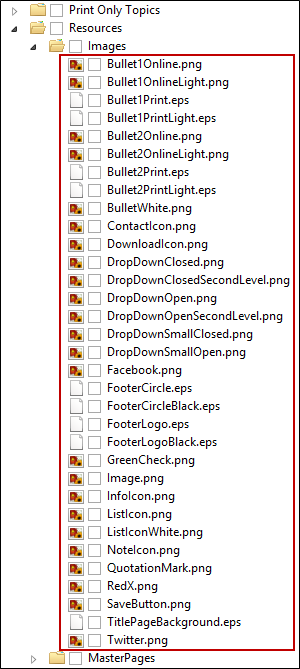 Print Only Topics
Resources
Images
Bullet1Online.png
Bullet1OnlineLight.png
Bullet1Print.eps
Bullet1PrintLight.eps
Bullet2Online.png
Bullet2OnlineLight.png
Bullet2Print.eps
Bullet2PrintLight.eps
BulletWhite.png
ContactIcon.png
DownloadIcon.png
DropDownClosed.png
DropDownClosedSecondLevel.png
DropDownOpen.png
DropDownOpenSecondLevel.png
DropDownSmallClosed.png
DropDownSmallOpen.png
Facebook.png
FooterCircle.eps
FooterCircleBlack.eps
FooterLogo.eps
FooterLogoBlack.eps
GreenCheck.png
Image.png
InfoIcon.png
ListIcon.png
ListIconWhite.png
NoteIcon.png
QuotationMark.png
RedX.png
SaveButton.png
TitlePageBackground.eps
Twitter.png
MasterPages